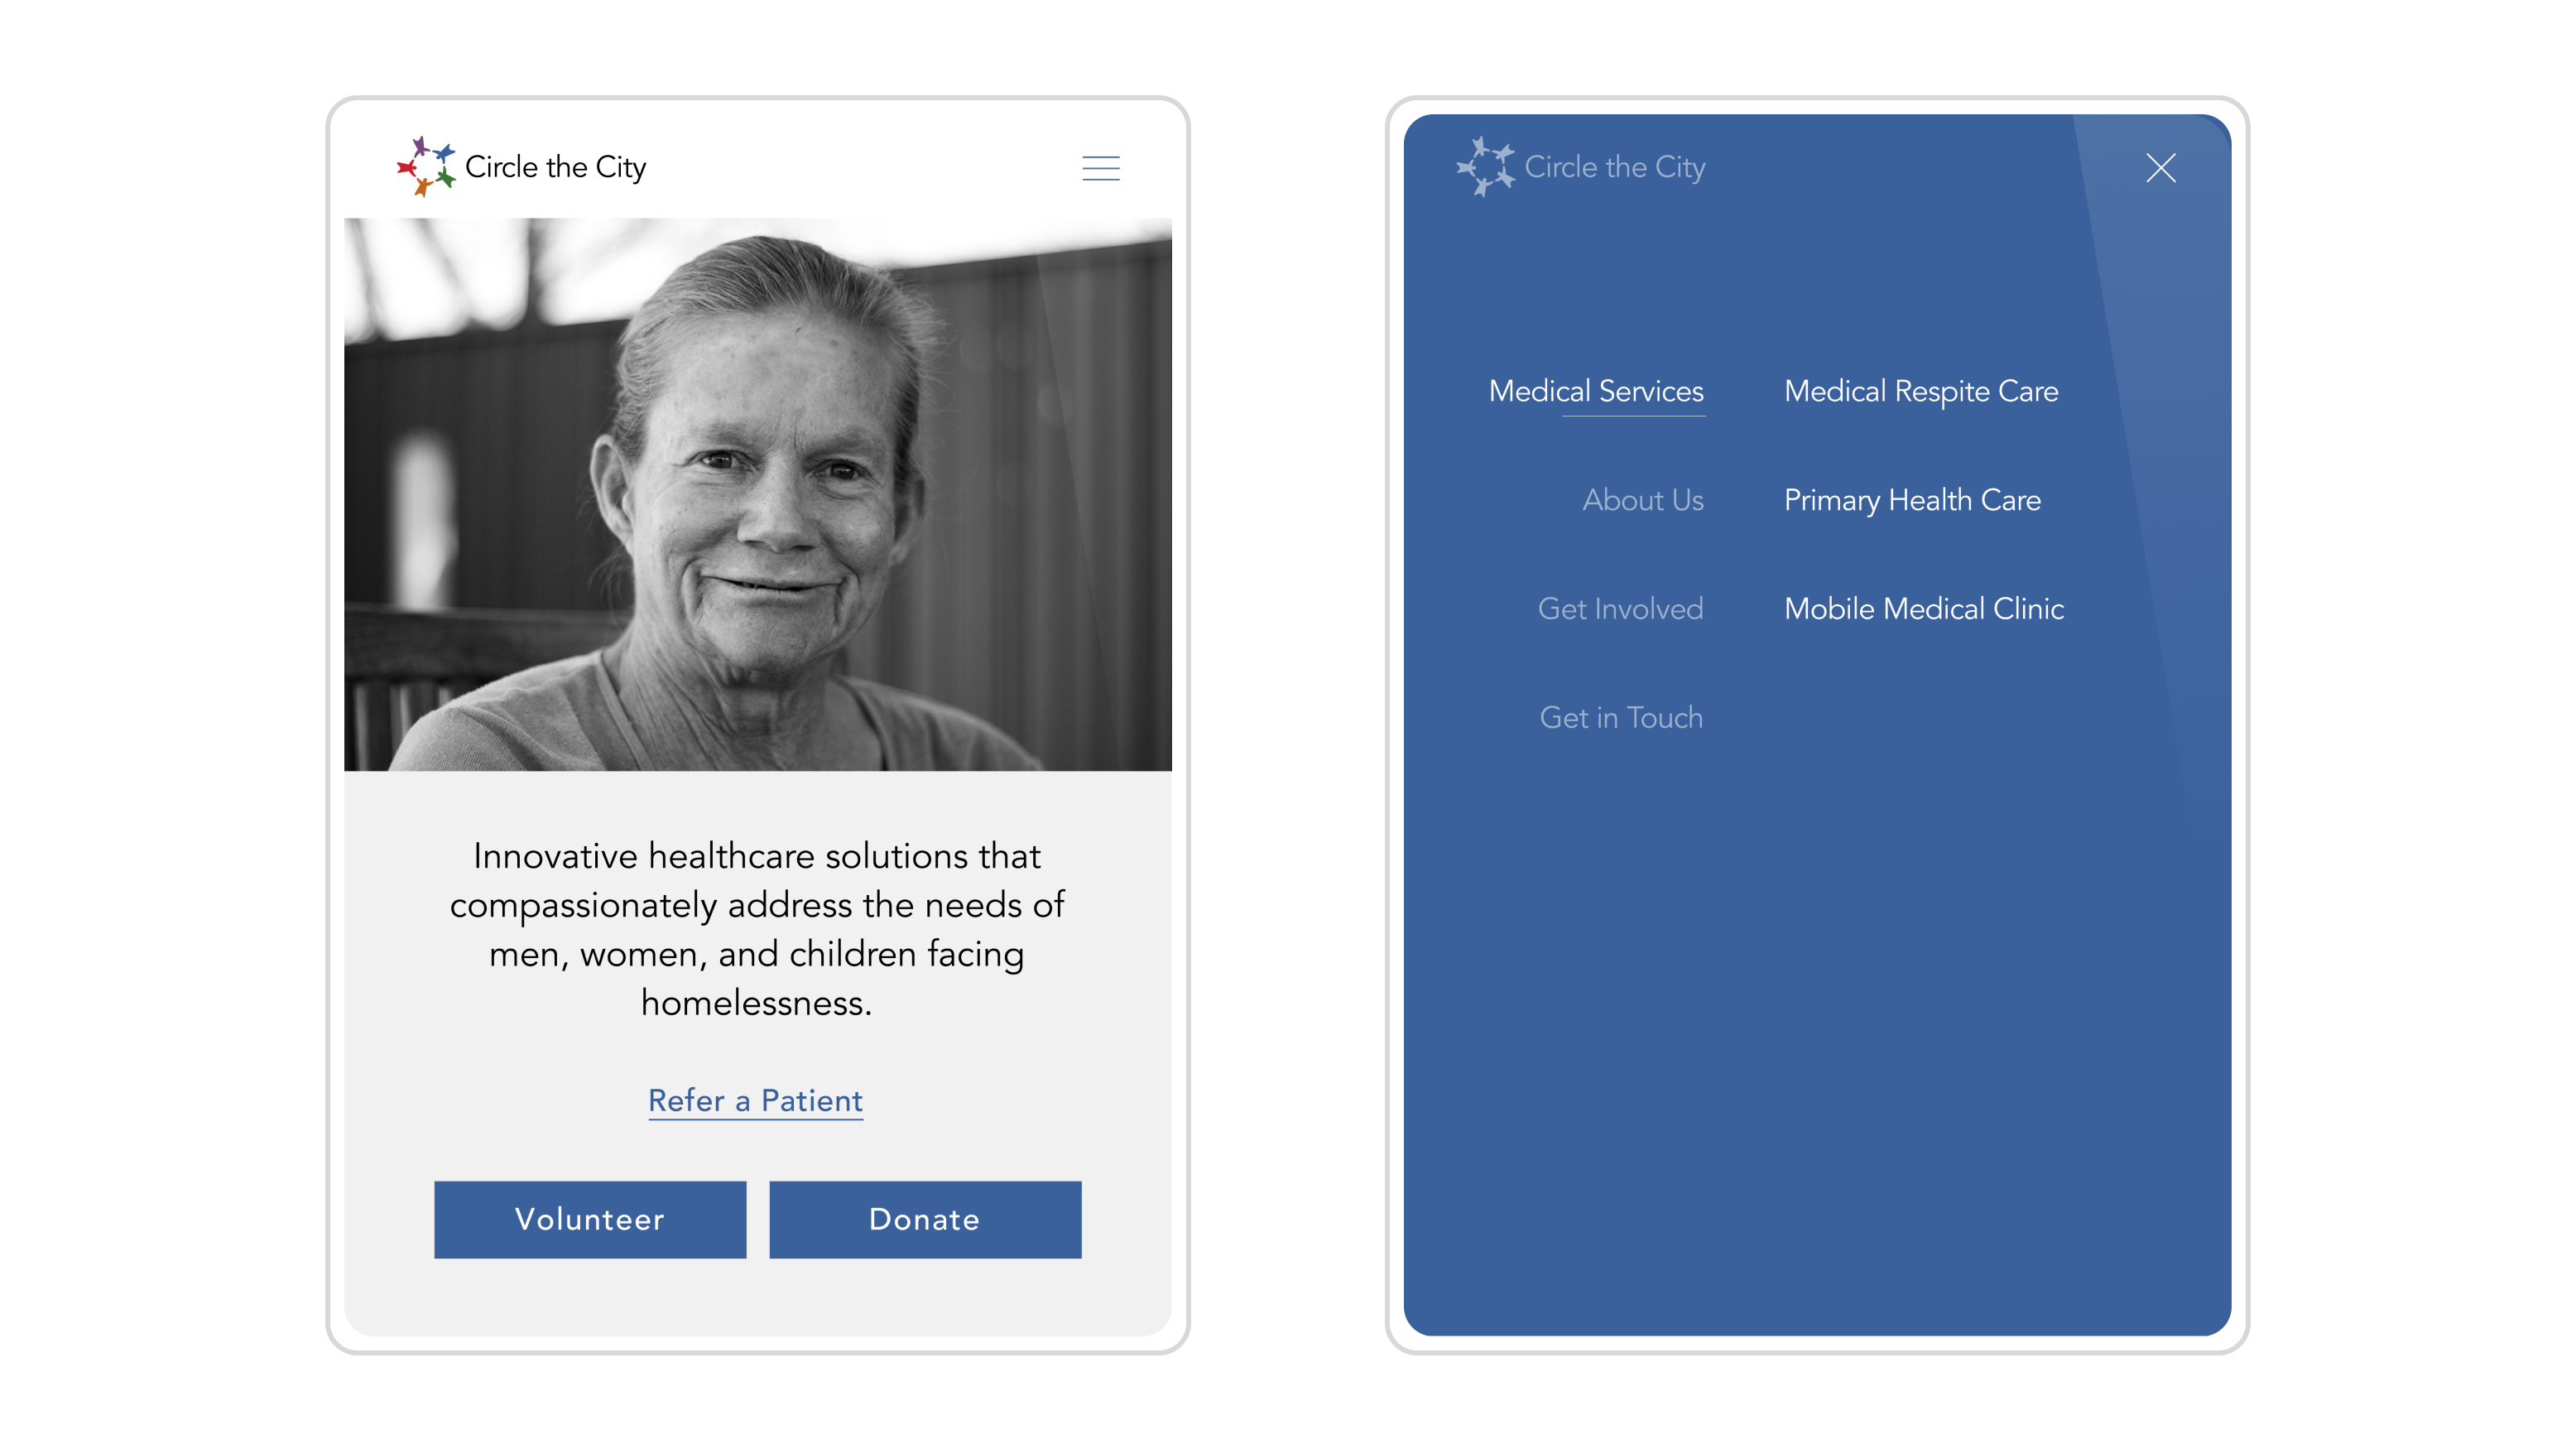 Circle the City
Innovative healthcare solutions that
compassionately address the needs of
men, women, and children facing
homelessness.
Refer a Patient
Volunteer
Donate
Circle the City
Medical Services
Medical Respite Care
About Us
Primary Health Care
Get Involved
Mobile Medical Clinic
Get in Touch